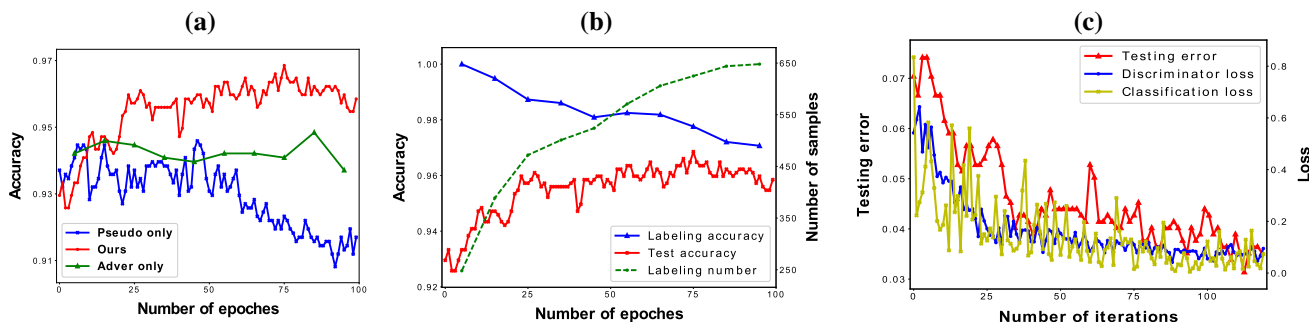 (a)
0.97
0.95
0.93
0.91
Accuracy
Pseudo only
Ours
Adver only
0 25 50 75 100
Number of epoches
(b)
1.00
0.98
0.96
0.94
0.92
Accuracy
650
550
450
350
250
Number of samples
Labeling accuracy
Test accuracy
Labeling number
0 25 50 75 100
Number of epoches
(c)
0.07
0.06
0.05
0.04
0.03
Testing error
0.8
0.6
0.4
0.2
0.0
Loss
Testing error
Discriminator loss
Classification loss
0 25 50 75 100
Number of iterations